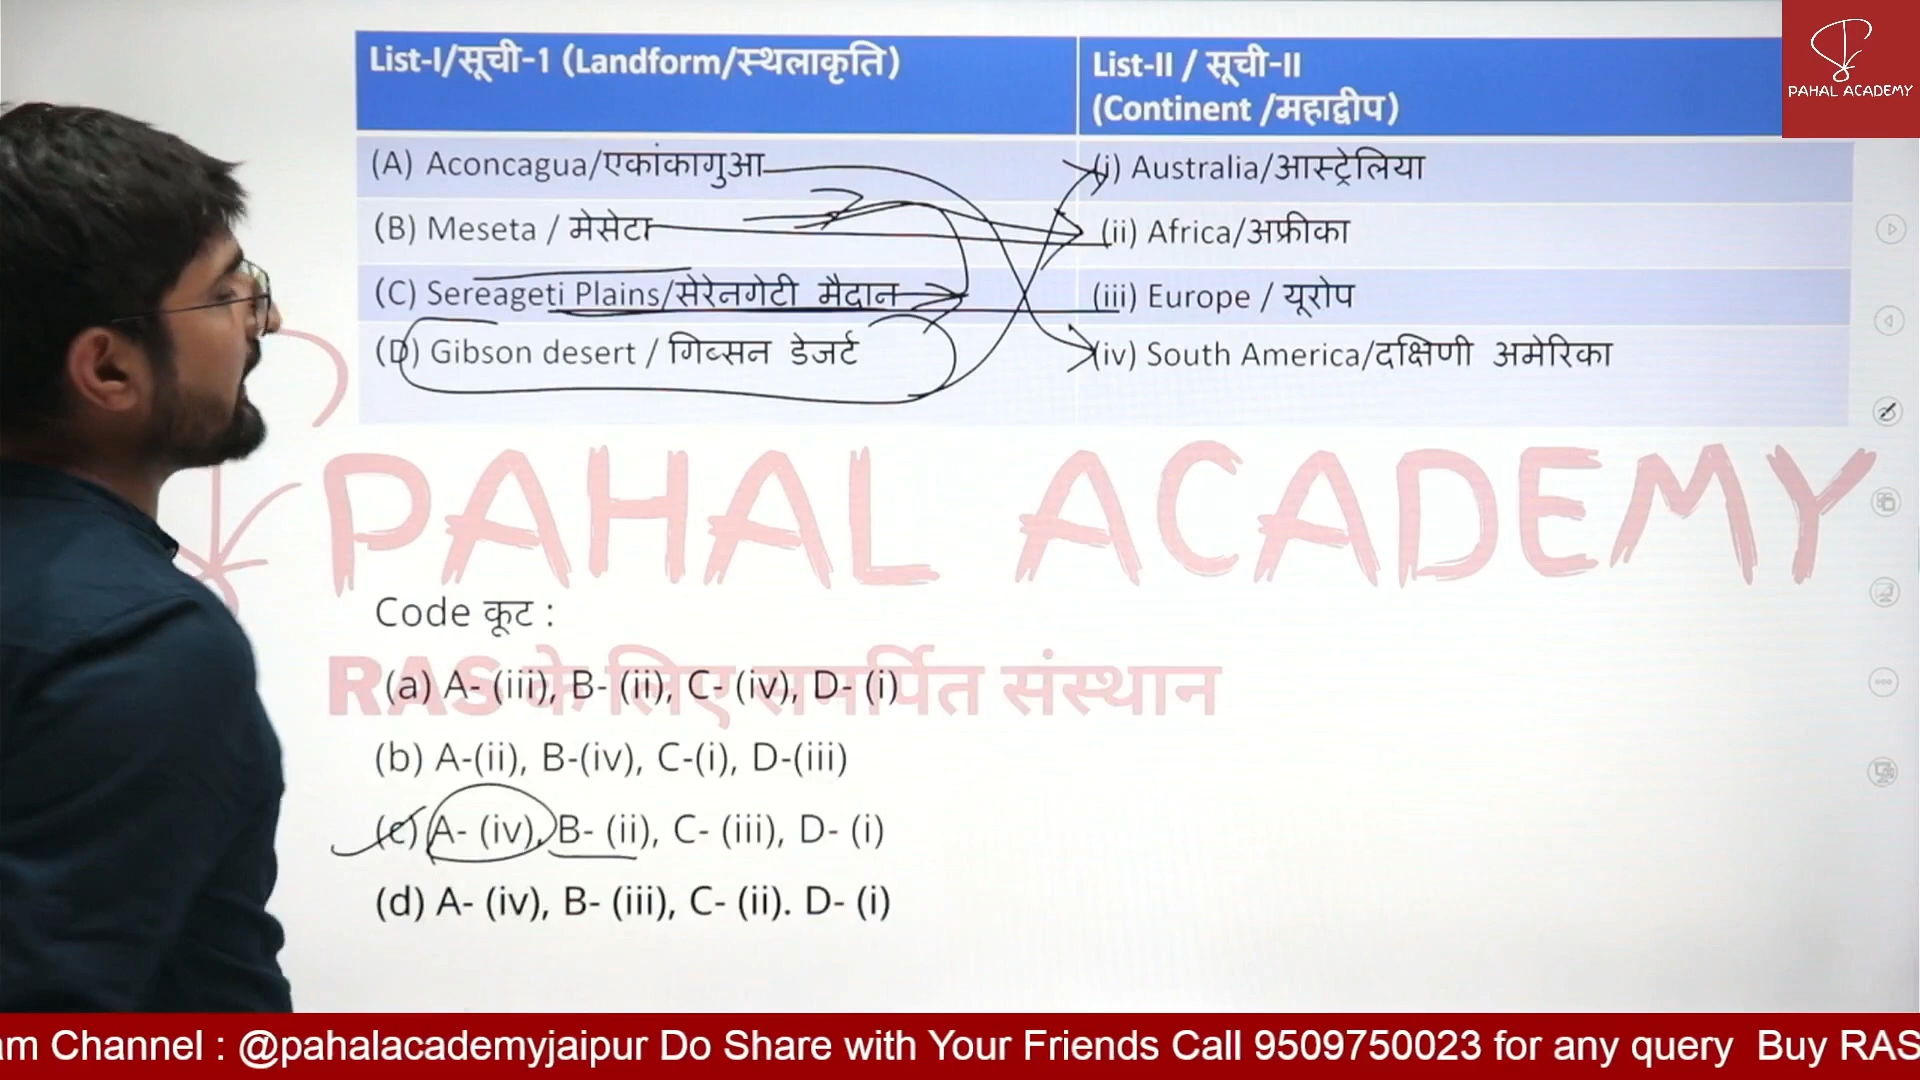 List-I/सूची-1 (Landform/स्थलाकृति)
List-II / सूची-II
(Continent /महाद्वीप)
PAHAL ACADEMY
(A) Aconcagua/एकांकागुआ
(i) Australia/आस्ट्रेलिया
(B) Meseta / मेसेटा
(ii) Africa/अफ्रीका
(C) Sereageti Plains/सेरेनगेटी मैदान
(iii) Europe / यूरोप
(D) Gibson desert / गिब्सन डेजर्ट
(iv) South America/दक्षिणी अमेरिका
PAHAL ACADEMY
Code कूट :
RAS के लिए समर्पित संस्थान
(a) A- (iii), B- (ii), C- (iv), D- (i)
(b) A-(ii), B-(iv), C-(i), D-(iii)
(c) A- (iv), B- (ii), C- (iii), D- (i)
(d) A- (iv), B- (iii), C- (ii). D- (i)
am Channel : @pahalacademyjaipur Do Share with Your Friends Call 9509750023 for any query Buy RAS